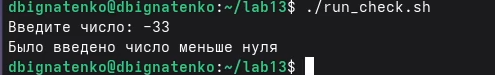 dbignatenko@dbignatenko:~/lab13$ ./run_check.sh
Введите число: -33
Было введено число меньше нуля
dbignatenko@dbignatenko:~/lab13$